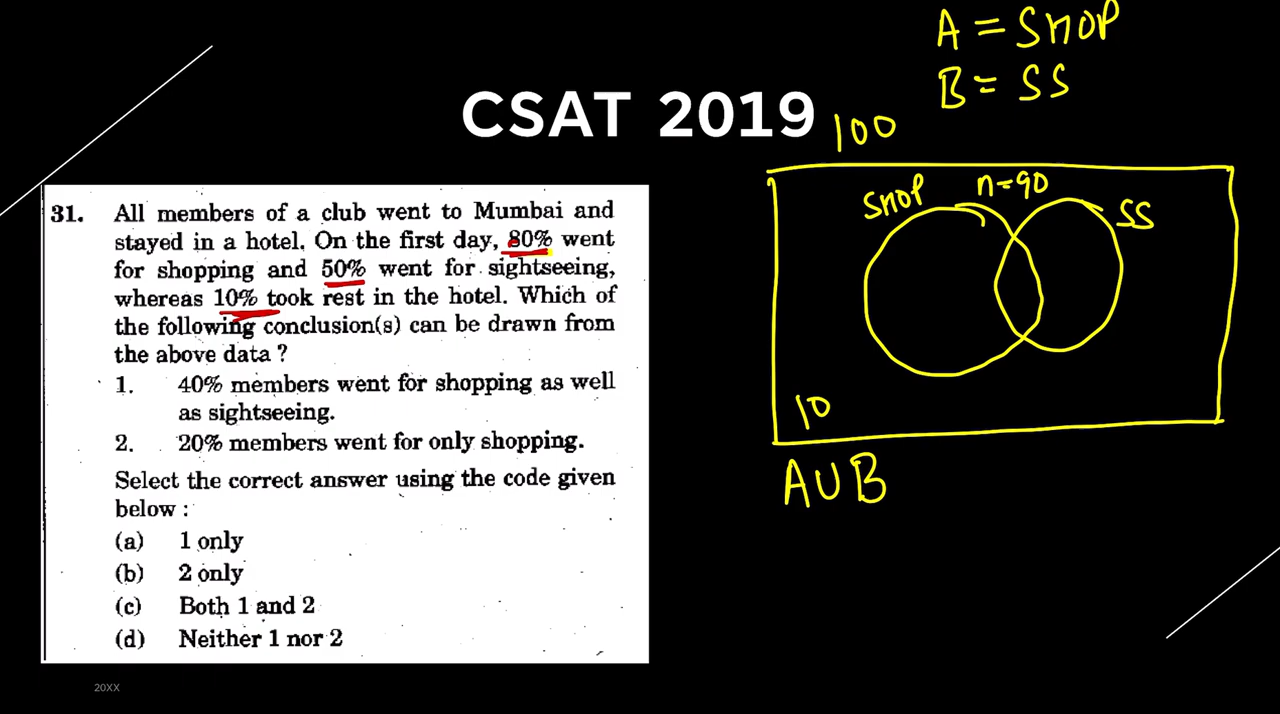 CSAT 2019
31. All members of a club went to Mumbai and
stayed in a hotel. On the first day, 80% went
for shopping and 50% went for sightseeing,
whereas 10% took rest in the hotel. Which of
the following conclusion(s) can be drawn from
the above data ?
1. 40% members went for shopping as well
as sightseeing.
2. 20% members went for only shopping.
Select the correct answer using the code given
below :
(a) 1 only
(b) 2 only
(c) Both 1 and 2
(d) Neither 1 nor 2
20XX
A = Shop
B = SS
100
Shop n=90 SS
10
AUB